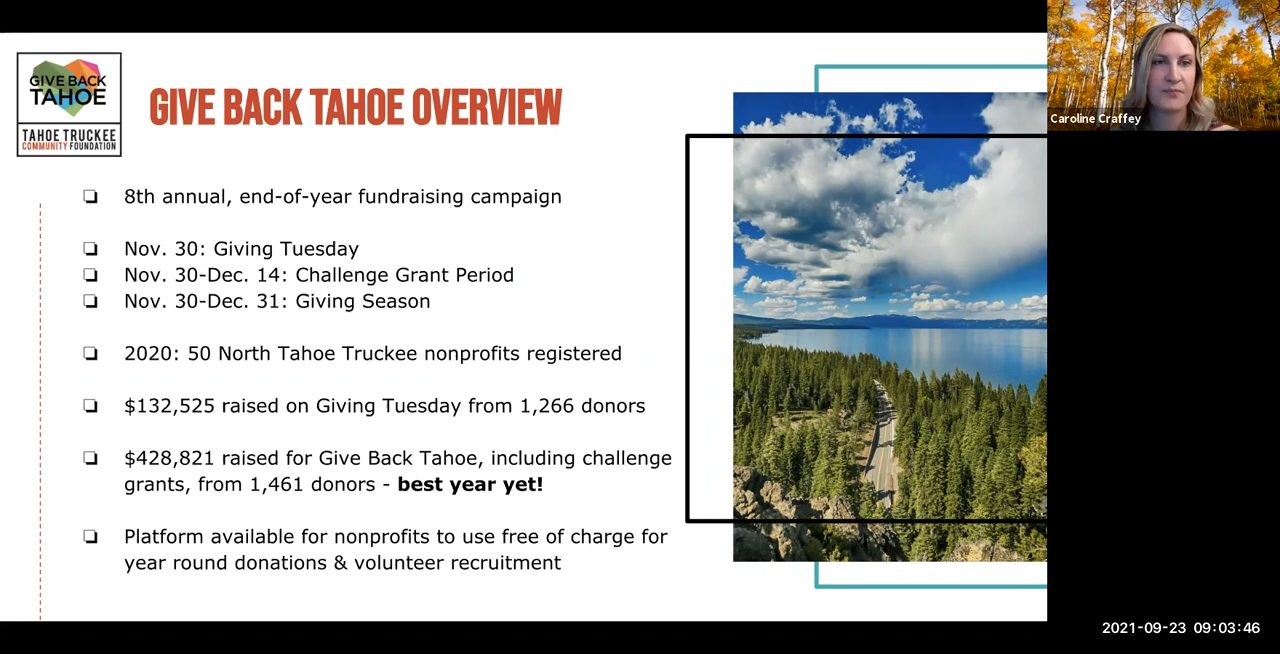 GIVE BACK
TAHOE
TAHOE TRUCKEE
COMMUNITY FOUNDATION
GIVE BACK TAHOE OVERVIEW
8th annual, end-of-year fundraising campaign
Nov. 30: Giving Tuesday
Nov. 30-Dec. 14: Challenge Grant Period
Nov. 30-Dec. 31: Giving Season
2020: 50 North Tahoe Truckee nonprofits registered
$132,525 raised on Giving Tuesday from 1,266 donors
$428,821 raised for Give Back Tahoe, including challenge
grants, from 1,461 donors - best year yet!
Platform available for nonprofits to use free of charge for
year round donations & volunteer recruitment
Caroline Craffey
2021-09-23 09:03:46